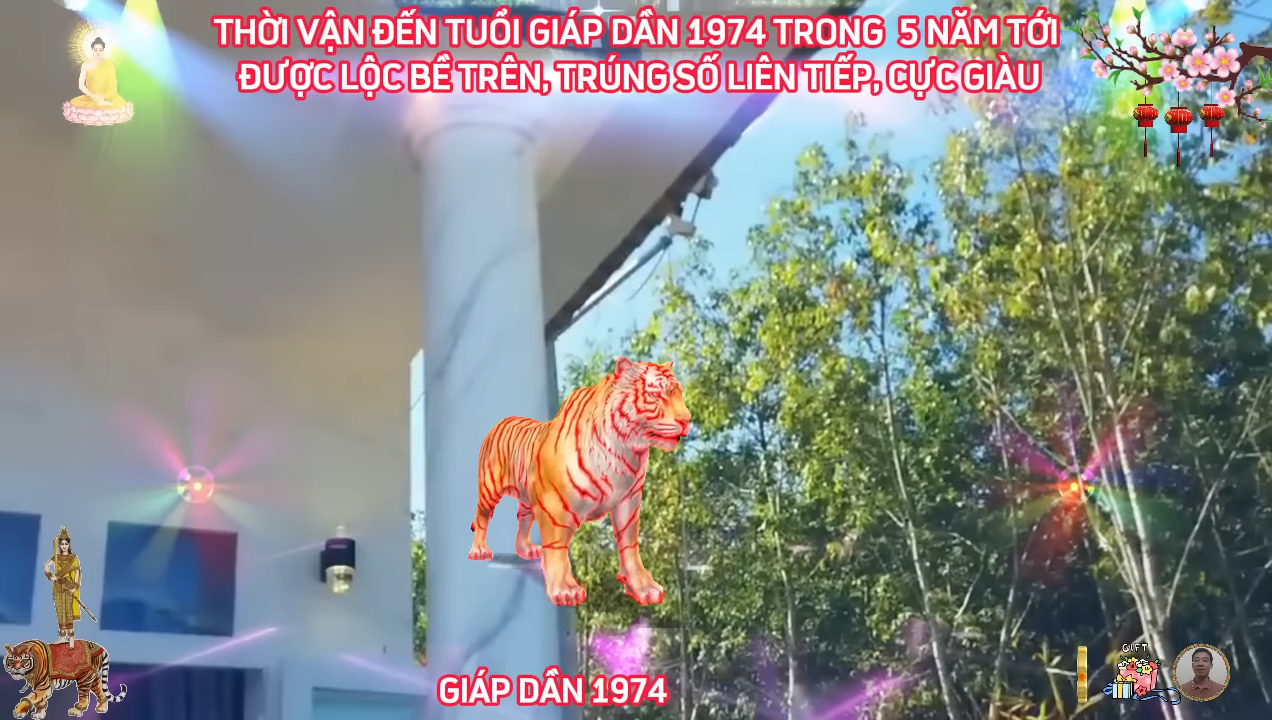 THỜI VẬN ĐẾN TUỔI GIÁP DẦN 1974 TRONG 5 NĂM TỚI
ĐƯỢC LỘC BỀ TRÊN, TRÚNG SỐ LIÊN TIẾP, CỰC GIÀU
GIFT
GIÁP DẦN 1974